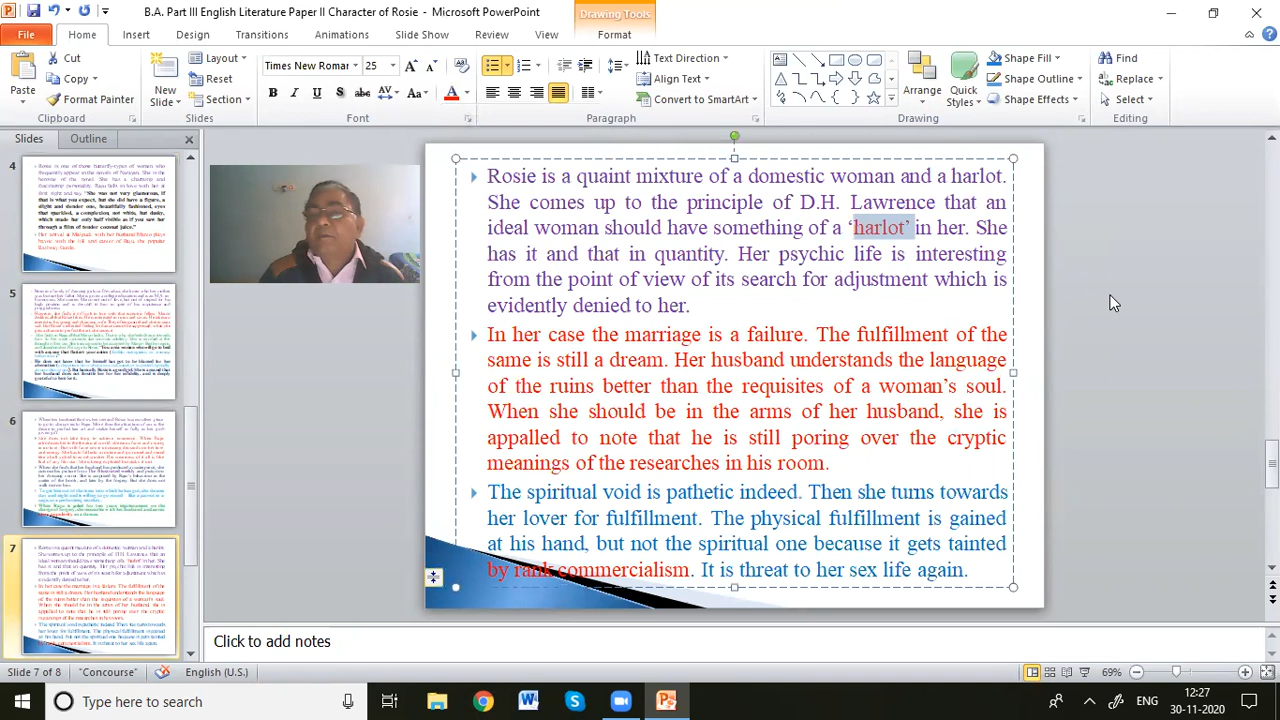 B.A. Part III English Literature Paper II Character of Rosie - Microsoft PowerPoint
Drawing Tools
File Home Insert Design Transitions Animations Slide Show Review View Format
Paste
Cut
Copy
Format Painter
Clipboard
New Slide
Layout
Reset
Section
Slides
Times New Romar 25
Font
Text Direction
Align Text
Convert to SmartArt
Paragraph
Arrange
Quick Styles
Shape Fill
Shape Outline
Shape Effects
Drawing
Find
Replace
Select
Editing
Slides Outline
4
5
6
7
Rosie is a quaint mixture of a domestic woman and a harlot.
She comes up to the principle of D.H. Lawrence that an
ideal woman should have something of a 'harlot' in her. She
has it and that in quantity. Her psychic life is interesting
from the point of view of its search for adjustment which is
evidently denied to her.
In her case the marriage is a failure. The fulfillment of the
same is still a dream. Her husband understands the language
of the ruins better than the requisites of a woman's soul.
When she should be in the arms of her husband, she is
appalled to note that he is still poring over the cryptic
meanings of the researches in his room.
The spiritual void is pathetic indeed. Then she turns towards
her lover for fulfillment. The physical fulfillment is gained
at his hand, but not the spiritual one because it gets tainted
commercialism. It is thrait to her sex life again.
Click to add notes
Slide 7 of 8 "Concourse" English (U.S.) 69%
Type here to search
ENG
12:27
30-11-2020